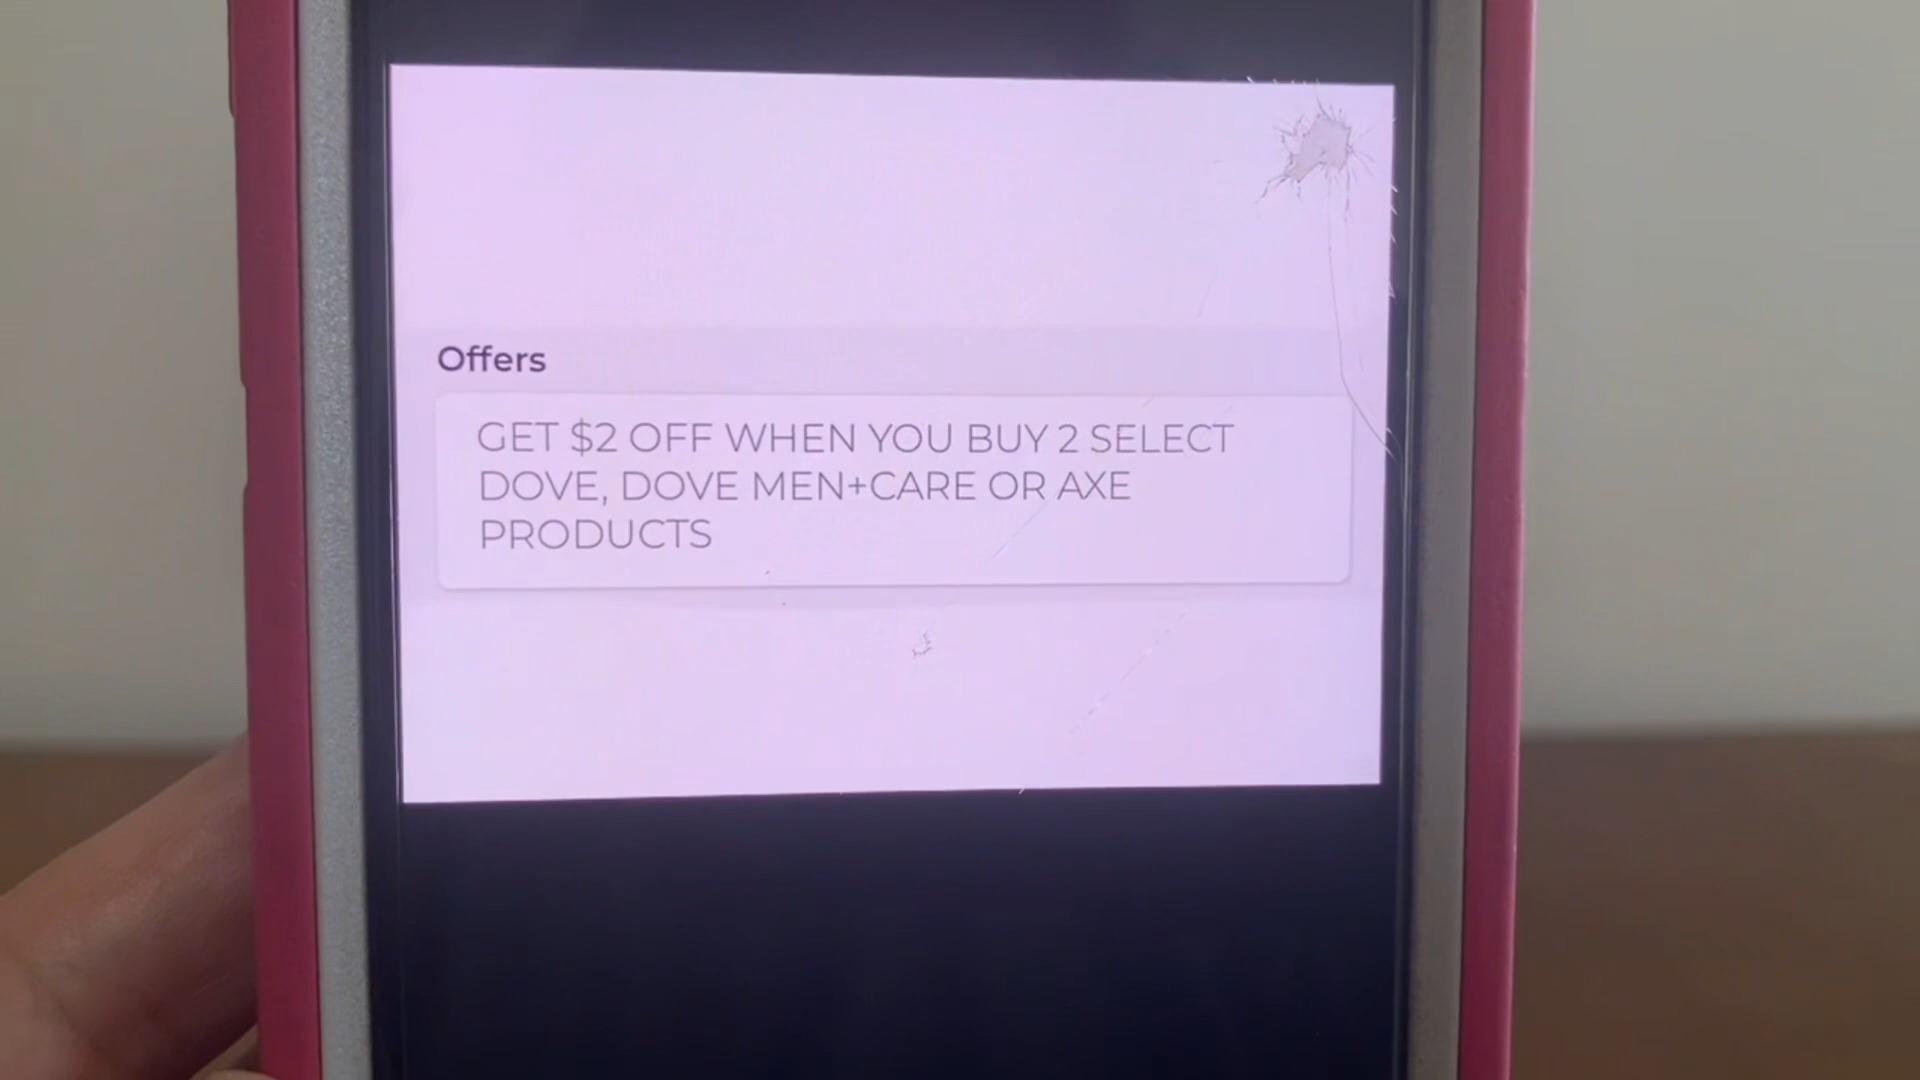 Offers
GET $2 OFF WHEN YOU BUY 2 SELECT
DOVE, DOVE MEN+CARE OR AXE
PRODUCTS